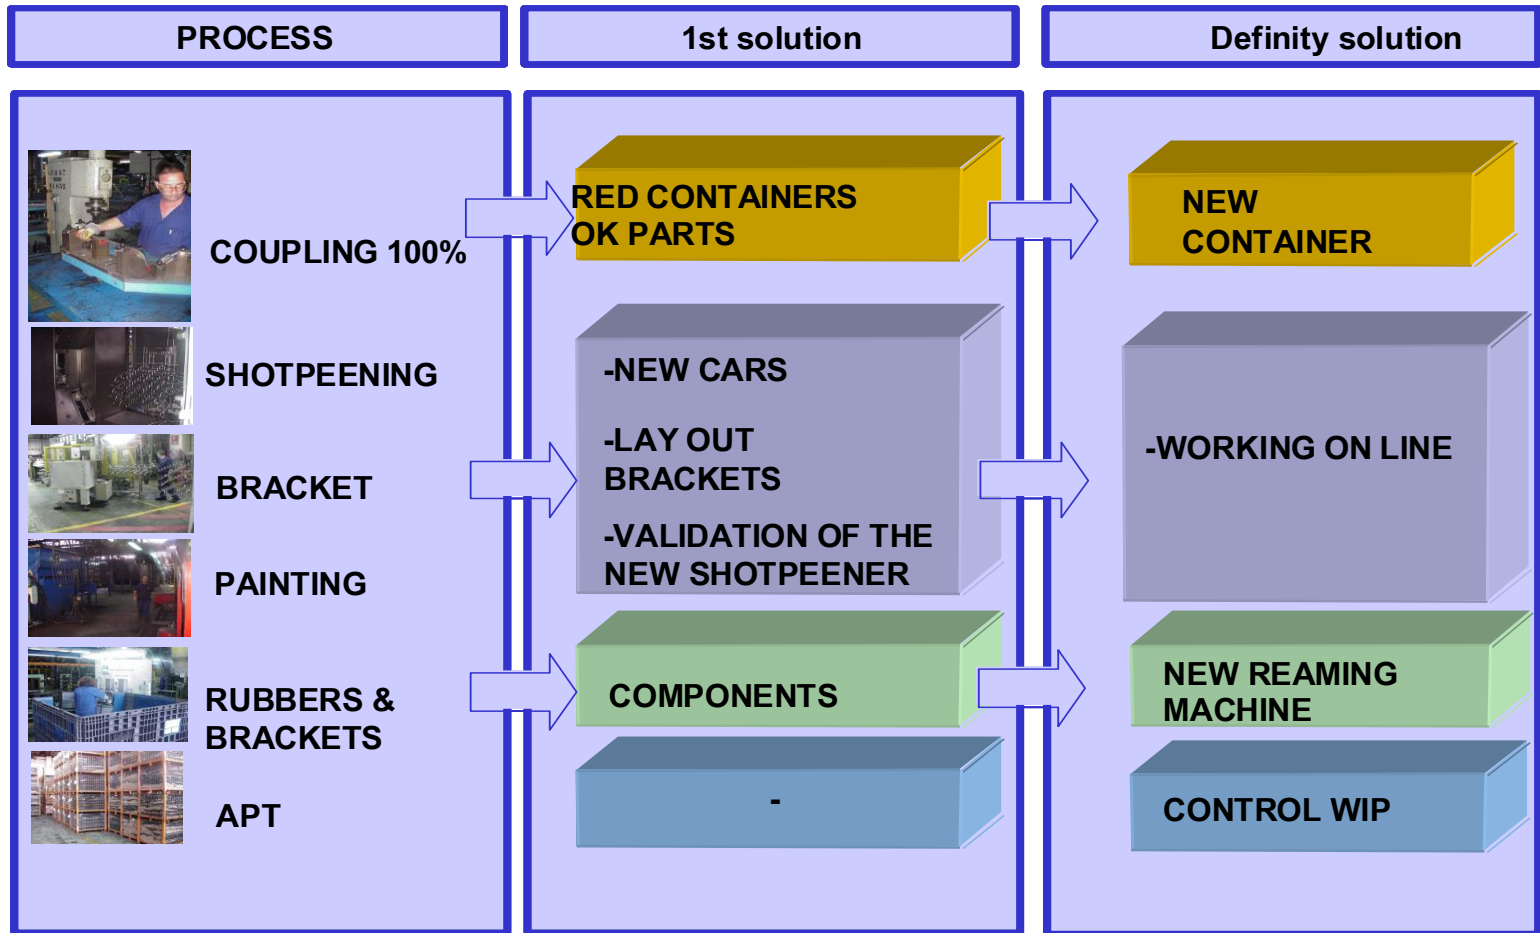 PROCESS
1st solution
Definity solution
COUPLING 100%
RED CONTAINERS
OK PARTS
NEW
CONTAINER
SHOTPEENING
BRACKET
PAINTING
-NEW CARS
-LAY OUT
BRACKETS
-VALIDATION OF THE
NEW SHOTPEENER
-WORKING ON LINE
RUBBERS &
BRACKETS
COMPONENTS
NEW REAMING
MACHINE
APT
-
CONTROL WIP